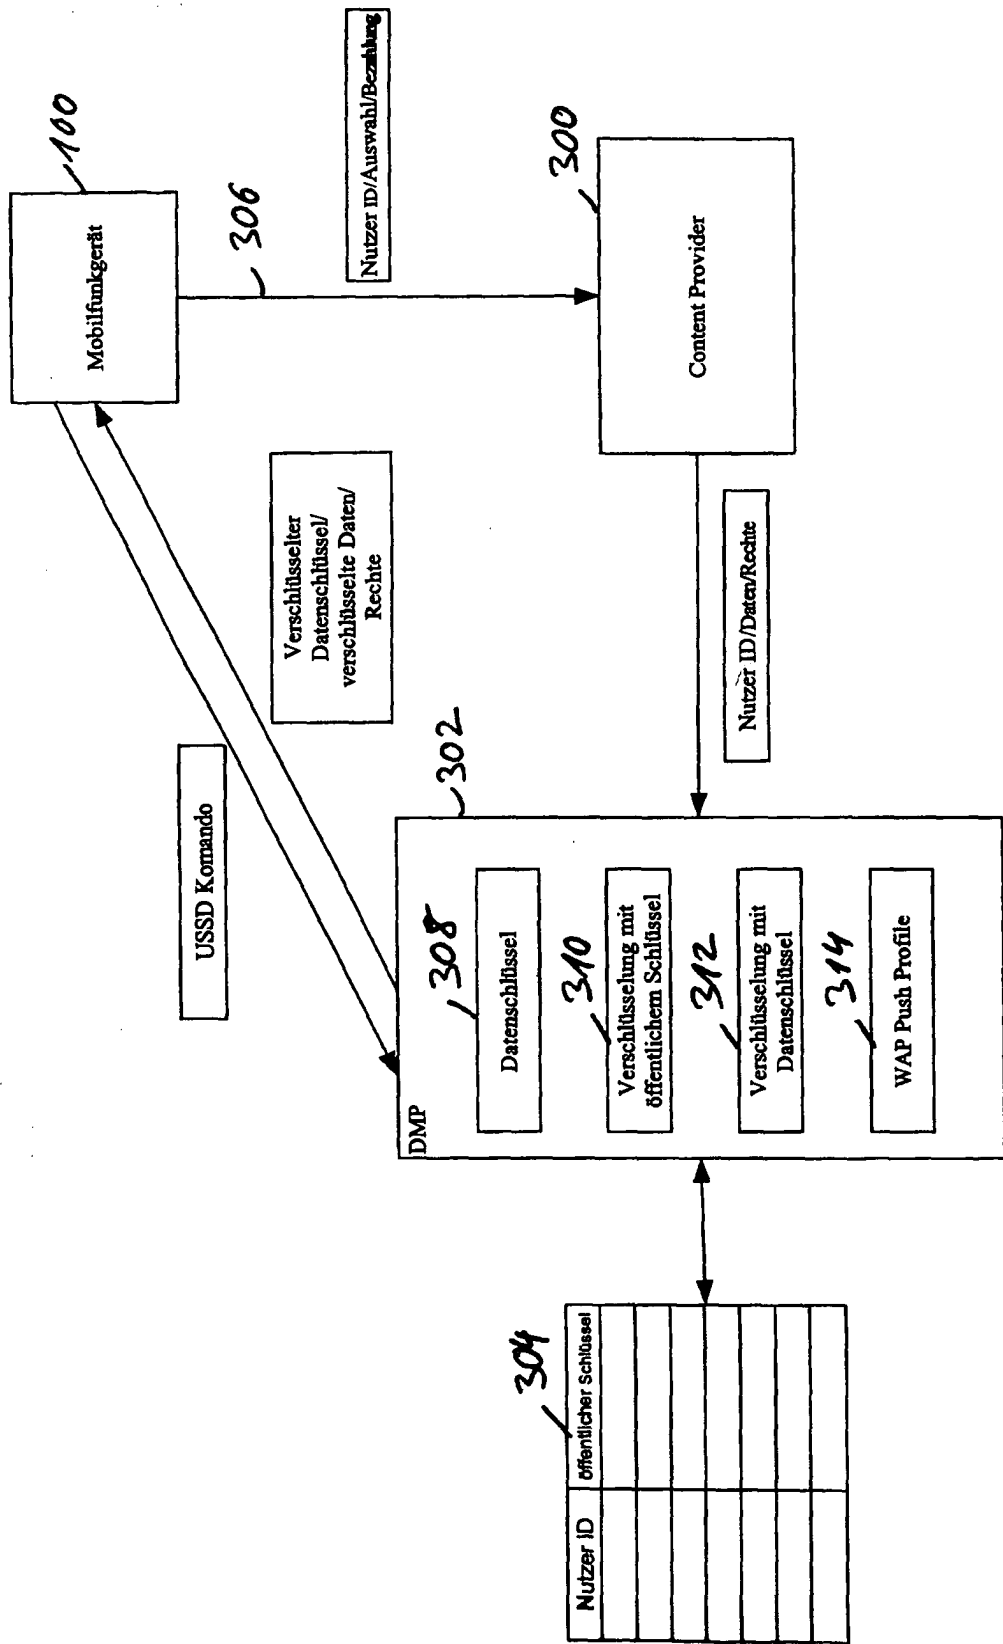 100
Mobilfunkgerät
USSD Komando
306
Verschlüsselter
Datenschlüssel/
verschlüsselte Daten/
Rechte
Nutzer ID/Auswahl/Bezahlung
304
Nutzer ID öffentlicher Schlüssel
DMP
302
308
Datenschlüssel
310
Verschlüsselung mit
öffentlichem Schlüssel
312
Verschlüsselung mit
Datenschlüssel
314
WAP Push Profile
Nutzer ID/Daten/Rechte
300
Content Provider